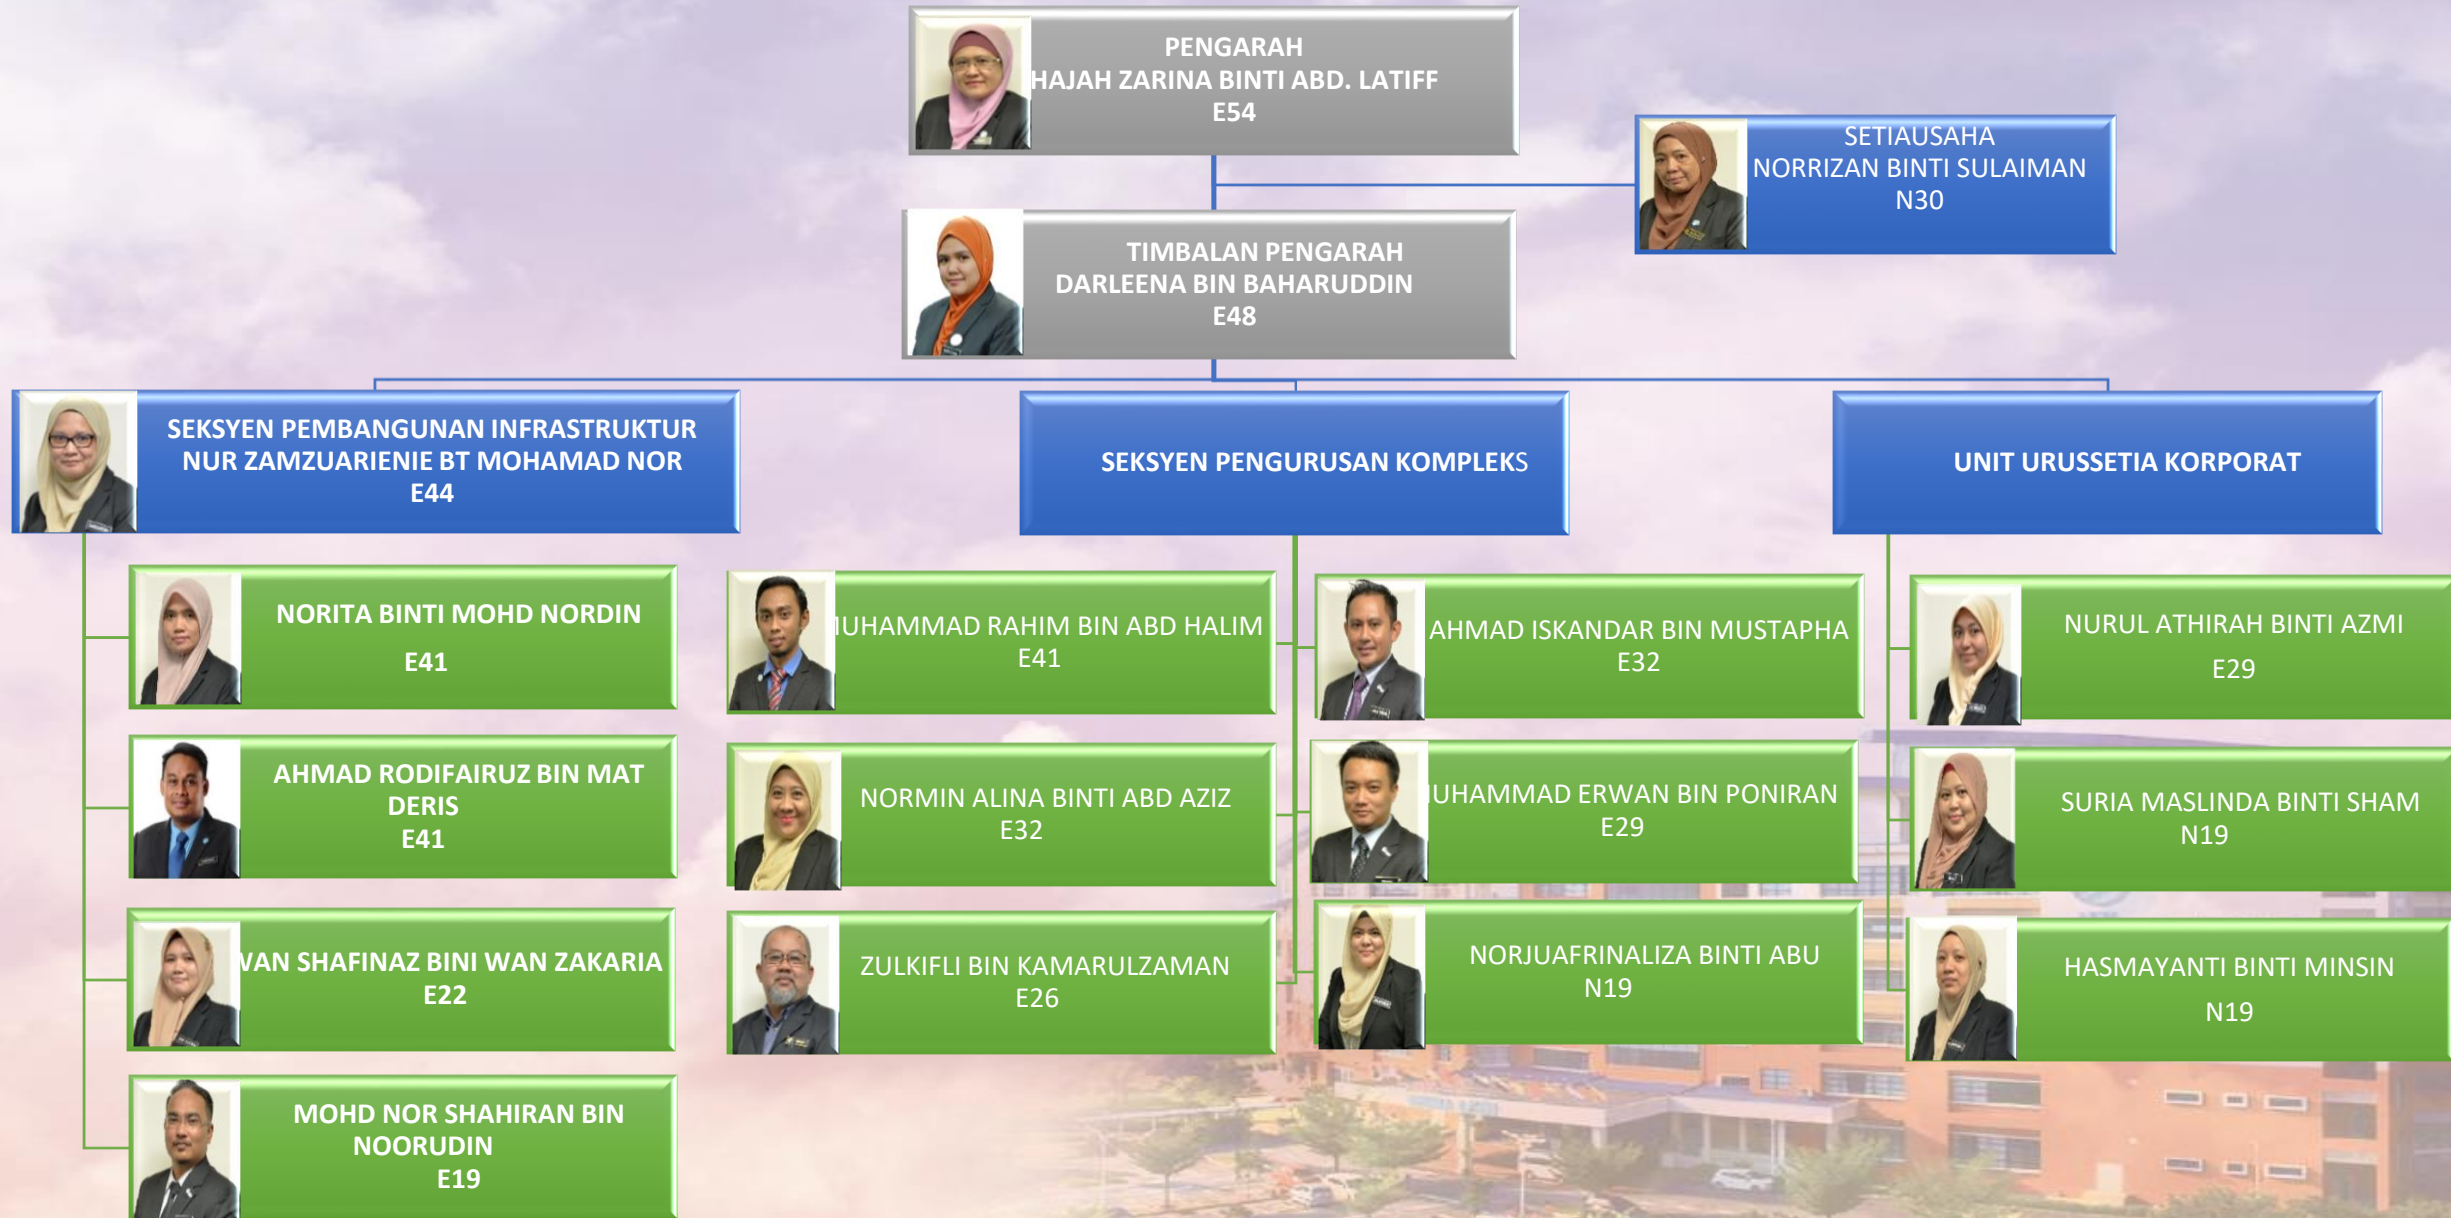 PENGARAH
HAJAH ZARINA BINTI ABD. LATIFF
E54
SETIAUSAHA
NORRIZAN BINTI SULAIMAN
N30
TIMBALAN PENGARAH
DARLEENA BIN BAHARUDDIN
E48
SEKSYEN PEMBANGUNAN INFRASTRUKTUR
NUR ZAMZUARIENIE BT MOHAMAD NOR
E44
SEKSYEN PENGURUSAN KOMPLEKS
UNIT URUSSETIA KORPORAT
NORITA BINTI MOHD NORDIN
E41
AHMAD RODIFAIRUZ BIN MAT
DERIS
E41
WAN SHAFINAZ BINI WAN ZAKARIA
E22
MOHD NOR SHAHIRAN BIN
NOORUDIN
E19
MUHAMMAD RAHIM BIN ABD HALIM
E41
NORMIN ALINA BINTI ABD AZIZ
E32
ZULKIFLI BIN KAMARULZAMAN
E26
AHMAD ISKANDAR BIN MUSTAPHA
E32
MUHAMMAD ERWAN BIN PONIRAN
E29
NORJUAFRINALIZA BINTI ABU
N19
NURUL ATHIRAH BINTI AZMI
E29
SURIA MASLINDA BINTI SHAM
N19
HASMAYANTI BINTI MINSIN
N19